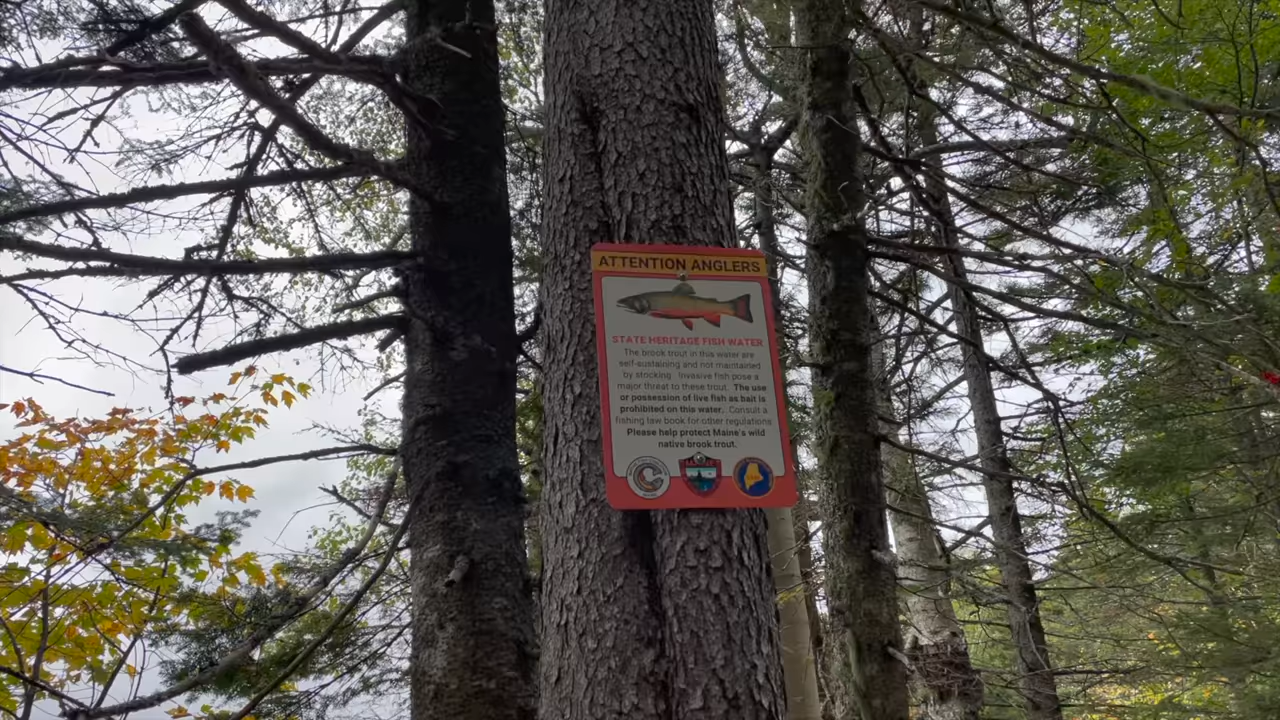 ATTENTION ANGLERS
STATE HERITAGE FISH WATER
The brook trout in this water are
self-sustaining and not maintained
by stocking. Invasive fish pose a
major threat to these trout. The use
or possession of live fish as bait is
prohibited on this water. Consult a
fishing law book for other regulations.
Please help protect Maine's wild
native brook trout.
MAINE